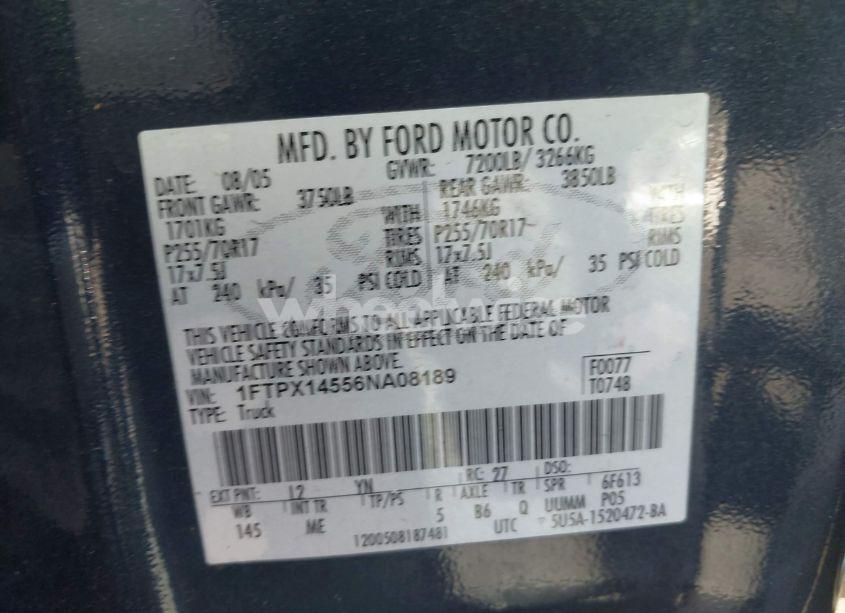 MFD. BY FORD MOTOR CO.
DATE: 08/05 GVWR: 7200LB/ 3266KG
FRONT GAWR: 3750LB REAR GAWR: 3850LB
1701KG WITH 1746KG WITH
P255/70R17 TIRES P255/70R17 TIRES
17x7.5J RIMS 17x7.5J RIMS
AT 240 kPa/ 35 PSI COLD AT 240 kPa/ 35 PSI COLD
THIS VEHICLE CONFORMS TO ALL APPLICABLE FEDERAL MOTOR
VEHICLE SAFETY STANDARDS IN EFFECT ON THE DATE OF
MANUFACTURE SHOWN ABOVE.
VIN: 1FTPX14556NA08189 F0077
TYPE: Truck T0748
EXT PNT: L2 YN RC: 27 DSO:
WB INT TR TP/PS R AXLE TR SPR 6F613
145 ME 5 B6 Q UUMM P05
1200508187481 UTC 5U5A-1520472-BA